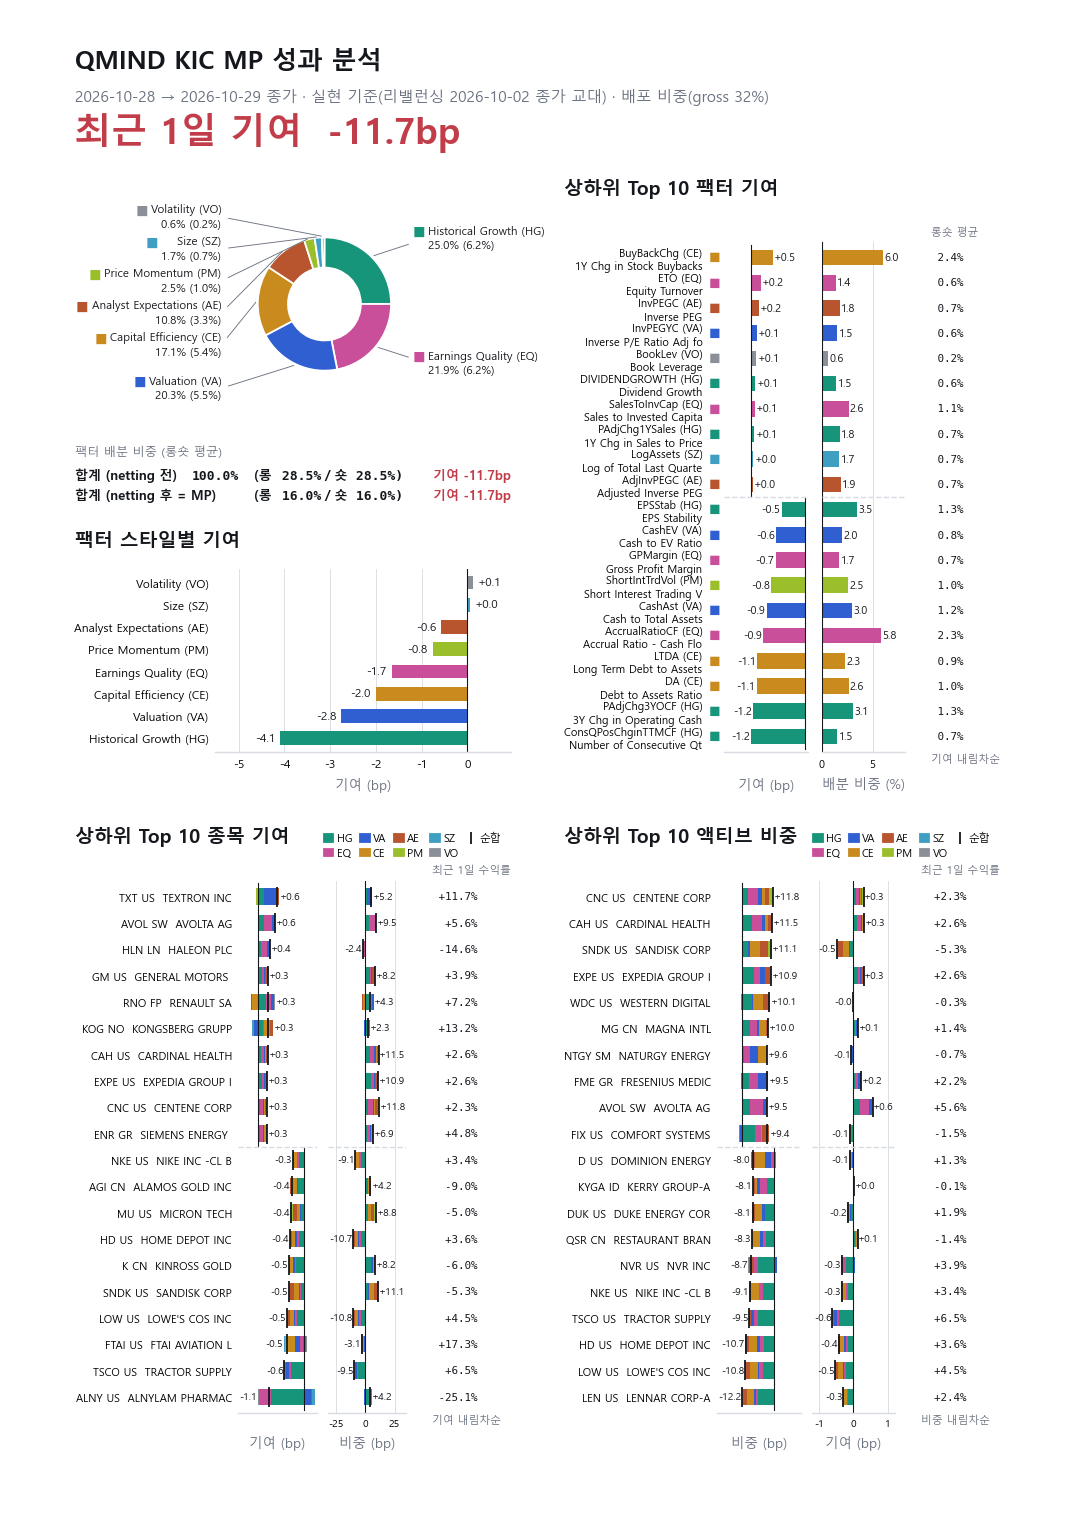 QMIND KIC MP 성과 분석
2026-10-28 → 2026-10-29 종가 · 실현 기준(리밸런싱 2026-10-02 종가 교대) · 배포 비중(gross 32%)
최근 1일 기여 -11.7bp
Volatility (VO)
0.6% (0.2%)
Size (SZ)
1.7% (0.7%)
Price Momentum (PM)
2.5% (1.0%)
Analyst Expectations (AE)
10.8% (3.3%)
Capital Efficiency (CE)
17.1% (5.4%)
Valuation (VA)
20.3% (5.5%)
Historical Growth (HG)
25.0% (6.2%)
Earnings Quality (EQ)
21.9% (6.2%)
팩터 배분 비중 (롱숏 평균)
합계 (netting 전) 100.0% (롱 28.5% / 숏 28.5%) 기여 -11.7bp
합계 (netting 후 = MP) (롱 16.0% / 숏 16.0%) 기여 -11.7bp
팩터 스타일별 기여
Volatility (VO) +0.1
Size (SZ) +0.0
Analyst Expectations (AE) -0.6
Price Momentum (PM) -0.8
Earnings Quality (EQ) -1.7
Capital Efficiency (CE) -2.0
Valuation (VA) -2.8
Historical Growth (HG) -4.1
-5 -4 -3 -2 -1 0
기여 (bp)
상하위 Top 10 팩터 기여
롱숏 평균
BuyBackChg (CE) +0.5 6.0 2.4%
1Y Chg in Stock Buybacks
ETO (EQ) +0.2 1.4 0.6%
Equity Turnover
InvPEGC (AE) +0.2 1.8 0.7%
Inverse PEG
InvPEGYC (VA) +0.1 1.5 0.6%
Inverse P/E Ratio Adj fo
BookLev (VO) +0.1 0.6 0.2%
Book Leverage
DIVIDENDGROWTH (HG) +0.1 1.5 0.6%
Dividend Growth
SalesToInvCap (EQ) +0.1 2.6 1.1%
Sales to Invested Capita
PAdjChg1YSales (HG) +0.1 1.8 0.7%
1Y Chg in Sales to Price
LogAssets (SZ) +0.0 1.7 0.7%
Log of Total Last Quarte
AdjInvPEG (AE) +0.0 1.9 0.7%
Adjusted Inverse PEG
EPSStab (HG) -0.5 3.5 1.3%
EPS Stability
CashEV (VA) -0.6 2.0 0.8%
Cash to EV Ratio
GPMargin (EQ) -0.7 1.7 0.7%
Gross Profit Margin
ShortIntTrdVol (PM) -0.8 2.5 1.0%
Short Interest Trading V
CashAst (VA) -0.9 3.0 1.2%
Cash to Total Assets
AccrualRatioCF (EQ) -0.9 5.8 2.3%
Accrual Ratio - Cash Flo
LTDA (CE) -1.1 2.3 0.9%
Long Term Debt to Assets
DA (CE) -1.1 2.6 1.0%
Debt to Assets Ratio
PAdjChg3YOCF (HG) -1.2 3.1 1.3%
3Y Chg in Operating Cash
ConsQPosChginTTMCF (HG) -1.2 1.5 0.7%
Number of Consecutive Qt
0 5 기여 내림차순
기여 (bp) 배분 비중 (%)
상하위 Top 10 종목 기여
HG VA AE SZ | 순합
EQ CE PM VO
최근 1일 수익률
TXT US TEXTRON INC +0.6 +5.2 +11.7%
AVOL SW AVOLTA AG +0.6 +9.5 +5.6%
HLN LN HALEON PLC +0.4 -2.4 -14.6%
GM US GENERAL MOTORS +0.3 +8.2 +3.9%
RNO FP RENAULT SA +0.3 +4.3 +7.2%
KOG NO KONGSBERG GRUPP +0.3 +2.3 +13.2%
CAH US CARDINAL HEALTH +0.3 +11.5 +2.6%
EXPE US EXPEDIA GROUP I +0.3 +10.9 +2.6%
CNC US CENTENE CORP +0.3 +11.8 +2.3%
ENR GR SIEMENS ENERGY +0.3 +6.9 +4.8%
NKE US NIKE INC -CL B -0.3 -9.1 +3.4%
AGI CN ALAMOS GOLD INC -0.4 +4.2 -9.0%
MU US MICRON TECH -0.4 +8.8 -5.0%
HD US HOME DEPOT INC -0.4 -10.7 +3.6%
K CN KINROSS GOLD -0.5 +8.2 -6.0%
SNDK US SANDISK CORP -0.5 +11.1 -5.3%
LOW US LOWE'S COS INC -0.5 -10.8 +4.5%
FTAI US FTAI AVIATION L -0.5 -3.1 +17.3%
TSCO US TRACTOR SUPPLY -0.6 -9.5 +6.5%
ALNY US ALNYLAM PHARMAC -1.1 +4.2 -25.1%
-25 0 25 기여 내림차순
기여 (bp) 비중 (bp)
상하위 Top 10 액티브 비중
HG VA AE SZ | 순합
EQ CE PM VO
최근 1일 수익률
CNC US CENTENE CORP +11.8 +0.3 +2.3%
CAH US CARDINAL HEALTH +11.5 +0.3 +2.6%
SNDK US SANDISK CORP +11.1 -0.5 -5.3%
EXPE US EXPEDIA GROUP I +10.9 +0.3 +2.6%
WDC US WESTERN DIGITAL +10.1 -0.0 -0.3%
MG CN MAGNA INTL +10.0 +0.1 +1.4%
NTGY SM NATURGY ENERGY +9.6 -0.1 -0.7%
FME GR FRESENIUS MEDIC +9.5 +0.2 +2.2%
AVOL SW AVOLTA AG +9.5 +0.6 +5.6%
FIX US COMFORT SYSTEMS +9.4 -0.1 -1.5%
D US DOMINION ENERGY -8.0 -0.1 +1.3%
KYGA ID KERRY GROUP-A -8.1 +0.0 -0.1%
DUK US DUKE ENERGY COR -8.1 -0.2 +1.9%
QSR CN RESTAURANT BRAN -8.3 +0.1 -1.4%
NVR US NVR INC -8.7 -0.3 +3.9%
NKE US NIKE INC -CL B -9.1 -0.3 +3.4%
TSCO US TRACTOR SUPPLY -9.5 -0.6 +6.5%
HD US HOME DEPOT INC -10.7 -0.4 +3.6%
LOW US LOWE'S COS INC -10.8 -0.5 +4.5%
LEN US LENNAR CORP-A -12.2 -0.3 +2.4%
-1 0 1 비중 내림차순
비중 (bp) 기여 (bp)